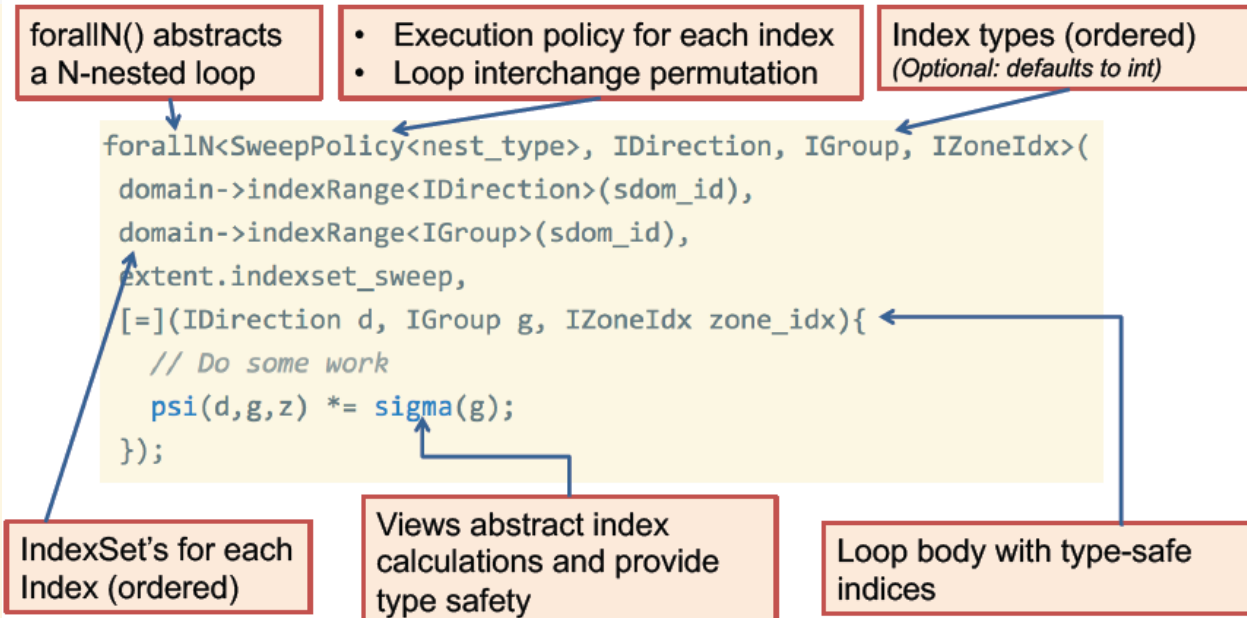 forallN() abstracts
a N-nested loop
• Execution policy for each index
• Loop interchange permutation
Index types (ordered)
(Optional: defaults to int)
forallN<SweepPolicy<nest_type>, IDirection, IGroup, IZoneIdx>(
domain->indexRange<IDirection>(sdom_id),
domain->indexRange<IGroup>(sdom_id),
extent.indexset_sweep,
[=](IDirection d, IGroup g, IZoneIdx zone_idx){
// Do some work
psi(d,g,z) *= sigma(g);
});
IndexSet's for each
Index (ordered)
Views abstract index
calculations and provide
type safety
Loop body with type-safe
indices